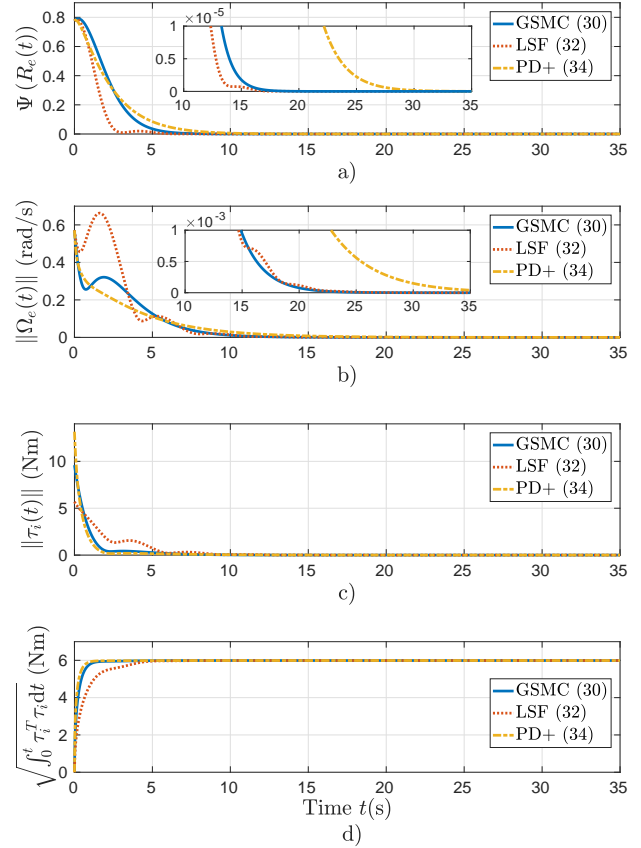 Ψ (R_e(t))
0.8
0.6
0.4
0.2
0
0 5 10 15 20 25 30 35
×10^-5
1
0.5
0
10 15 20 25 30 35
GSMC (30)
LSF (32)
PD+ (34)
a)
||Ω_e(t)|| (rad/s)
0.6
0.4
0.2
0
0 5 10 15 20 25 30 35
×10^-3
1
0.5
0
10 15 20 25 30 35
GSMC (30)
LSF (32)
PD+ (34)
b)
||τ_i(t)|| (Nm)
10
5
0
0 5 10 15 20 25 30 35
GSMC (30)
LSF (32)
PD+ (34)
c)
√∫_0^t τ_i^T τ_i dt (Nm)
6
4
2
0
0 5 10 15 20 25 30 35
GSMC (30)
LSF (32)
PD+ (34)
Time t(s)
d)